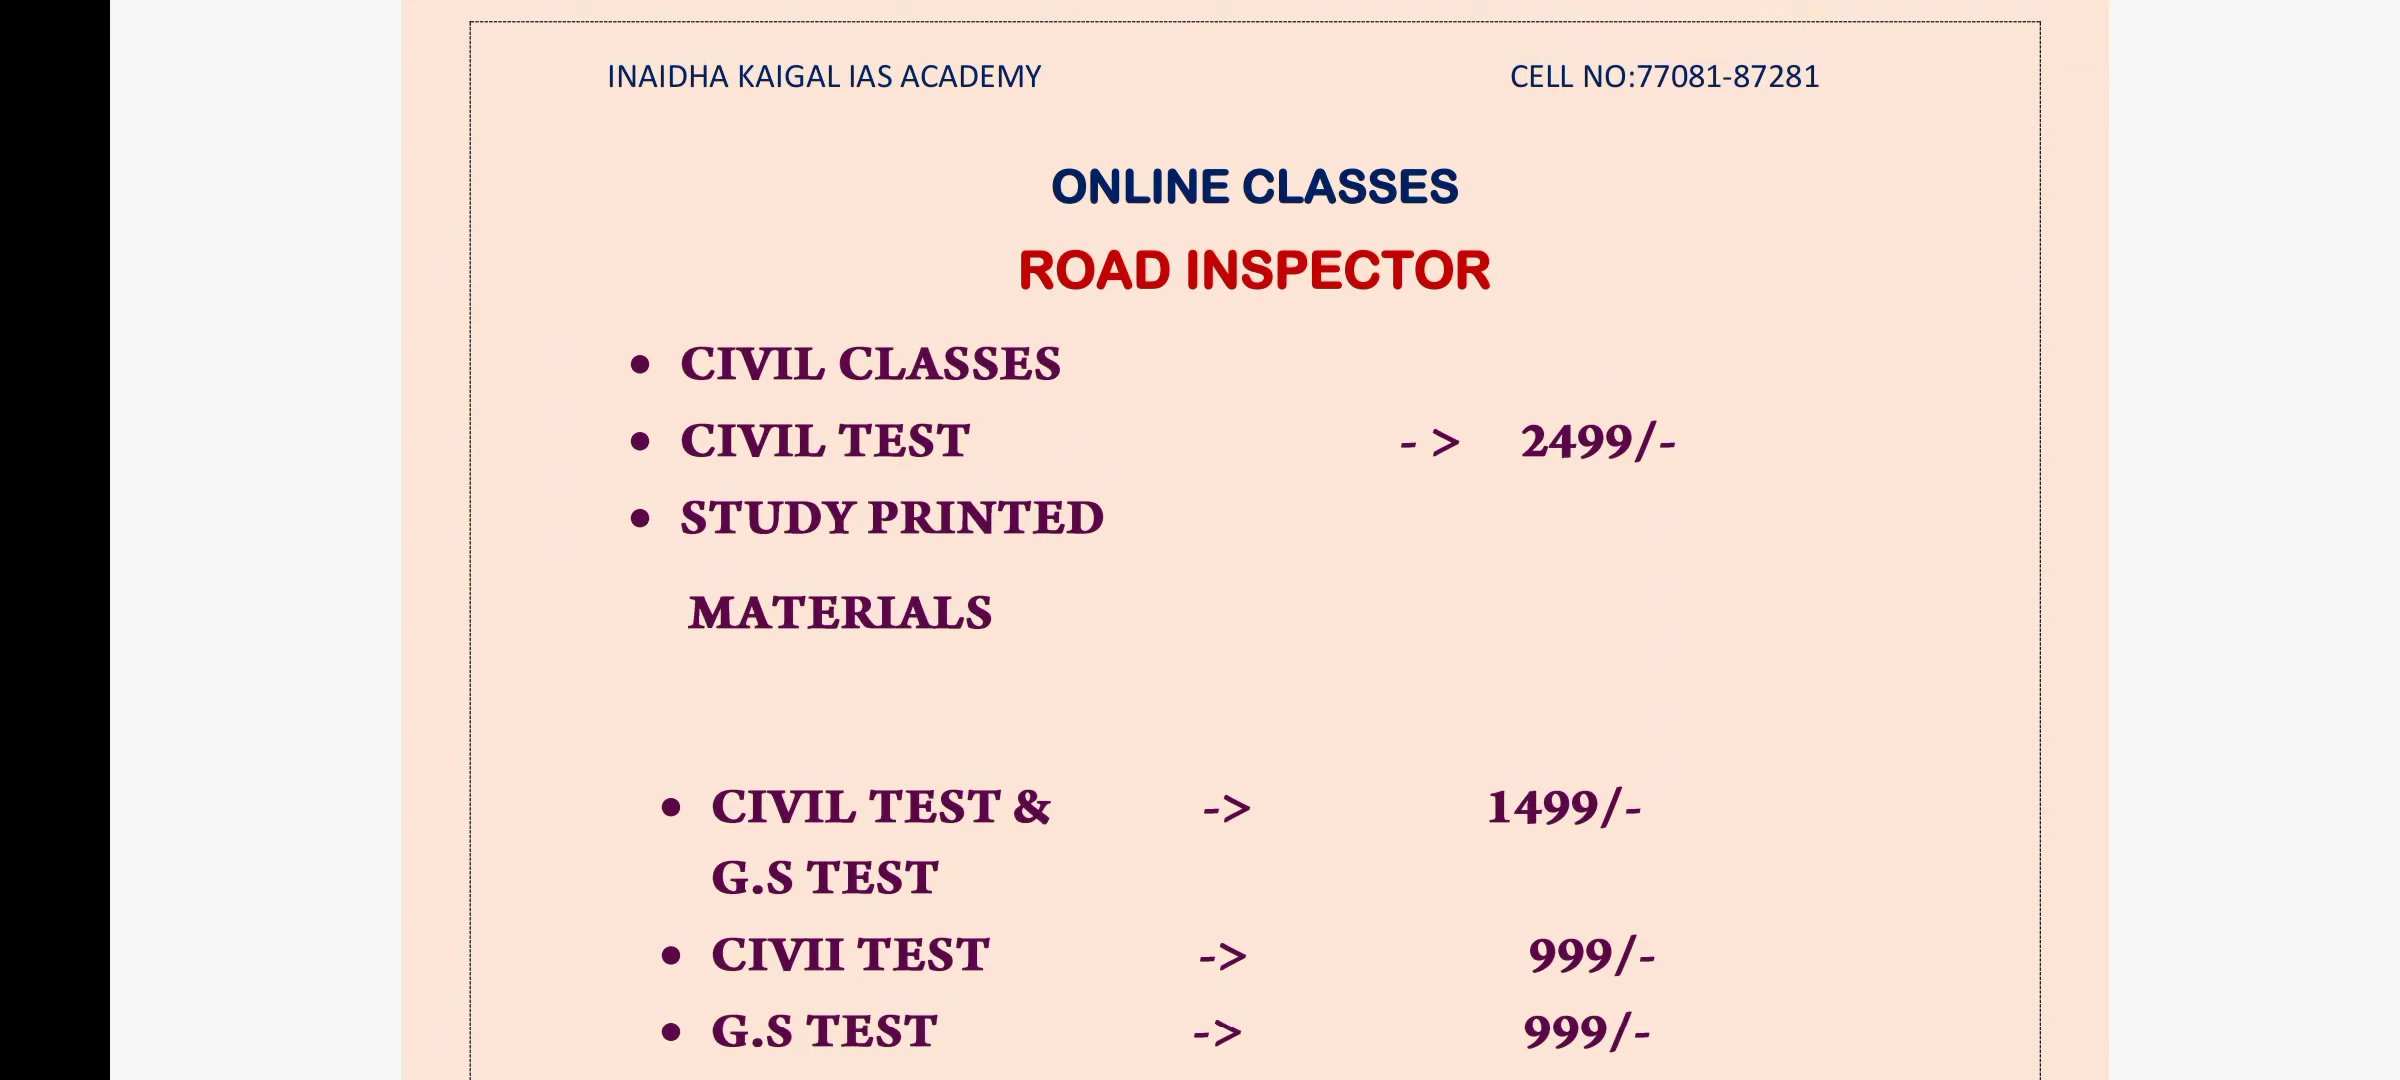 INAIDHA KAIGAL IAS ACADEMY CELL NO:77081-87281
ONLINE CLASSES
ROAD INSPECTOR
• CIVIL CLASSES
• CIVIL TEST - > 2499/-
• STUDY PRINTED
MATERIALS
• CIVIL TEST & -> 1499/-
G.S TEST
• CIVII TEST -> 999/-
• G.S TEST -> 999/-